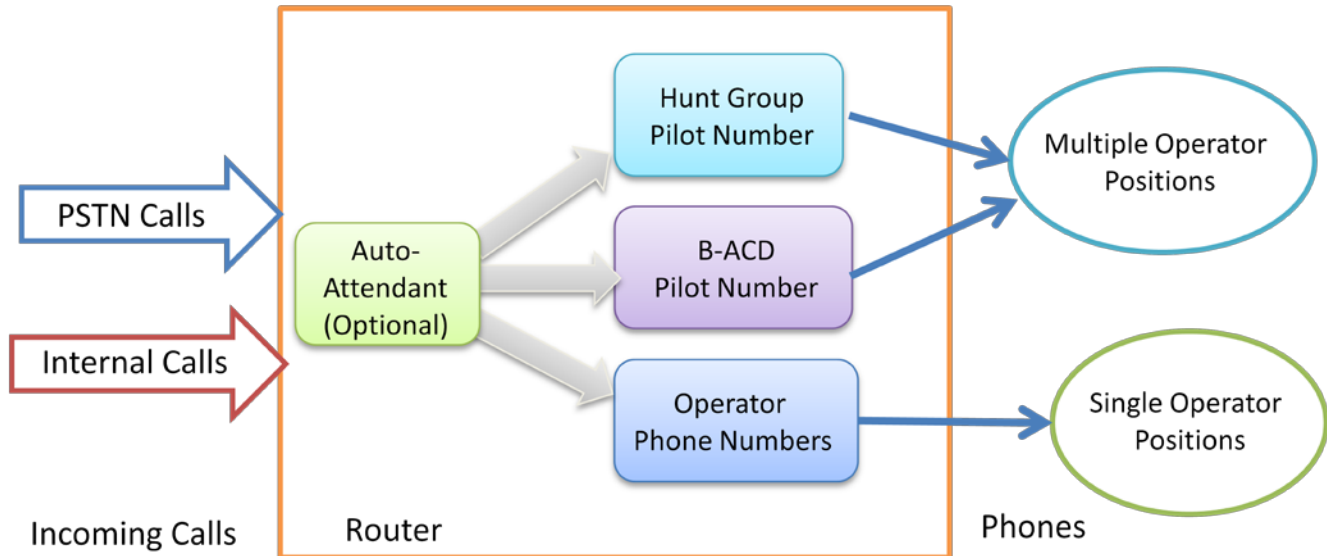 PSTN Calls
Internal Calls
Incoming Calls
Auto-
Attendant
(Optional)
Hunt Group
Pilot Number
B-ACD
Pilot Number
Operator
Phone Numbers
Router
Multiple Operator
Positions
Single Operator
Positions
Phones